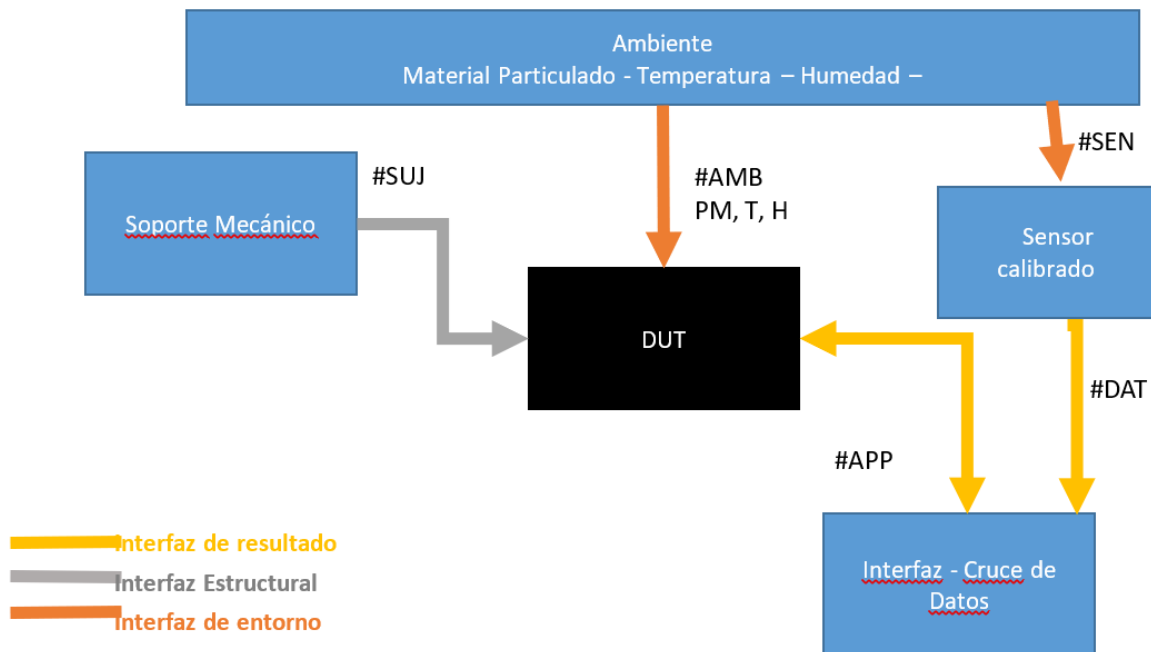 Ambiente
Material Particulado - Temperatura – Humedad –
#SEN
#SUJ
#AMB
PM, T, H
Soporte Mecánico
Sensor
calibrado
DUT
#DAT
#APP
Interfaz de resultado
Interfaz Estructural
Interfaz de entorno
Interfaz - Cruce de
Datos